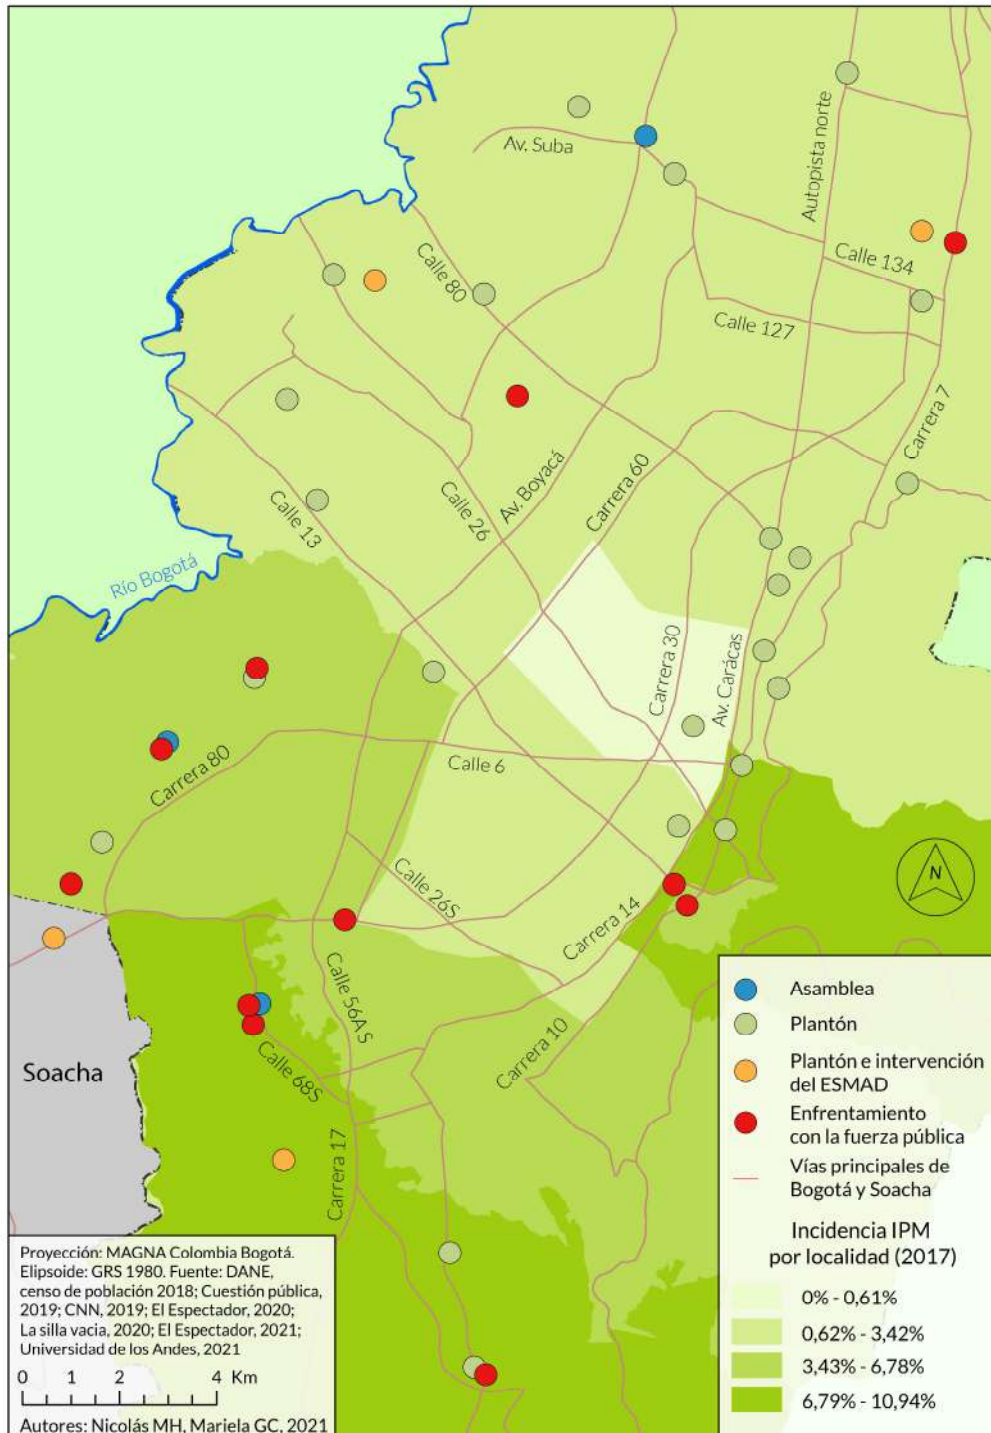 Av. Suba
Autopista norte
Calle 80
Calle 134
Calle 127
Carrera 7
Av. Boyacá
Carrera 60
Calle 26
Calle 13
Río Bogotá
Carrera 30
Av. Carácas
Carrera 80
Calle 6
Calle 26S
Carrera 14
N
Calle 56A S
Carrera 10
Calle 68S
Soacha
Carrera 17
Asamblea
Plantón
Plantón e intervención
del ESMAD
Enfrentamiento
con la fuerza pública
Vías principales de
Bogotá y Soacha
Incidencia IPM
por localidad (2017)
0% - 0,61%
0,62% - 3,42%
3,43% - 6,78%
6,79% - 10,94%
Proyección: MAGNA Colombia Bogotá.
Elipsoide: GRS 1980. Fuente: DANE,
censo de población 2018; Cuestión pública,
2019; CNN, 2019; El Espectador, 2020;
La silla vacia, 2020; El Espectador, 2021;
Universidad de los Andes, 2021
0 1 2 4 Km
Autores: Nicolás MH, Mariela GC, 2021